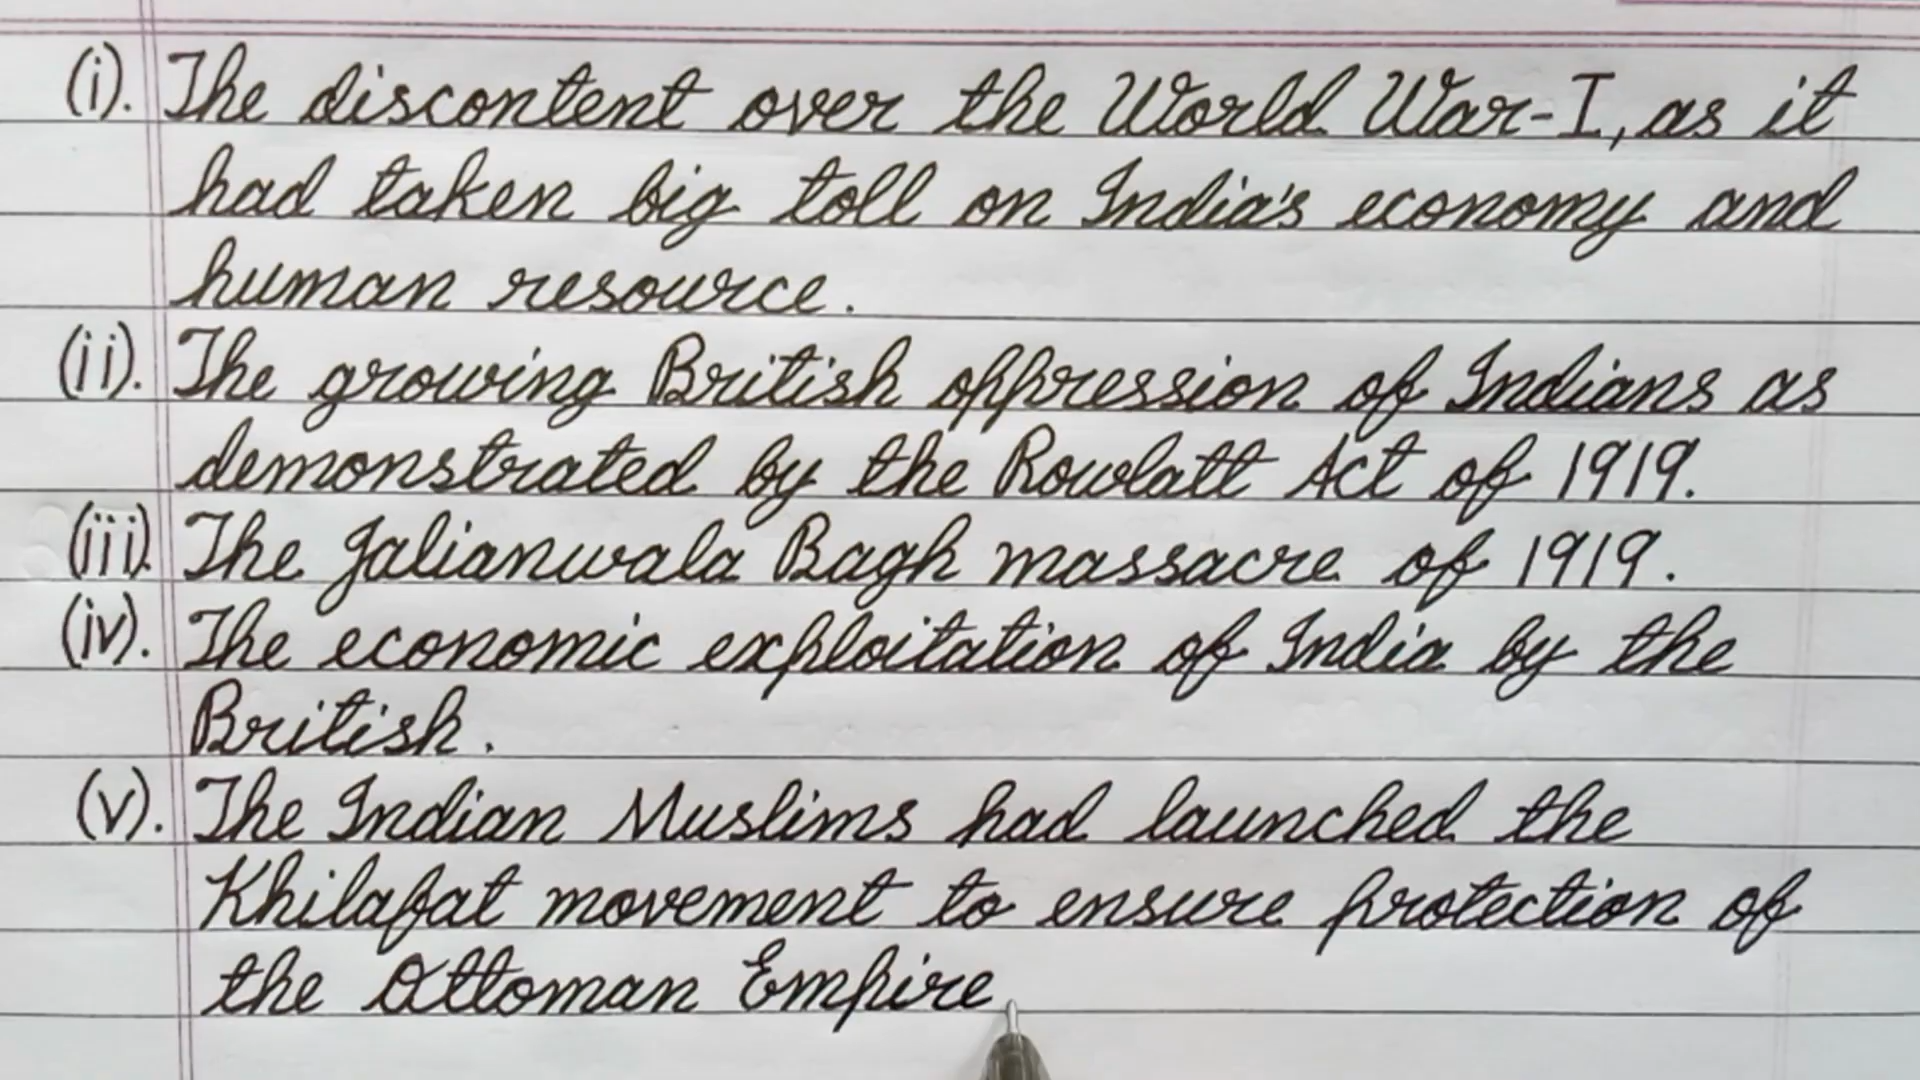 (i). The discontent over the World War-I, as it
had taken big toll on India's economy and
human resource.
(ii). The growing British oppression of Indians as
demonstrated by the Rowlatt Act of 1919.
(iii). The Jalianwala Bagh massacre of 1919.
(iv). The economic exploitation of India by the
British.
(v). The Indian Muslims had launched the
Khilafat movement to ensure protection of
the Ottoman Empire